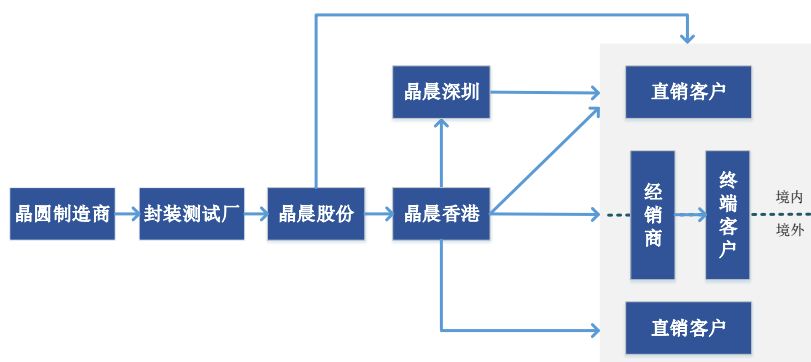 晶晨深圳
直销客户
晶圆制造商
封装测试厂
晶晨股份
晶晨香港
经销商
终端客户
境内
境外
直销客户